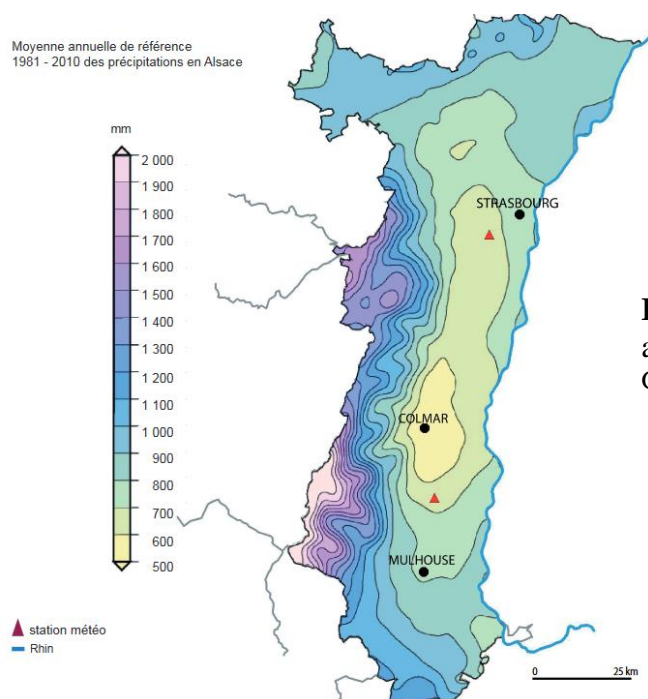 Moyenne annuelle de référence
1981 - 2010 des précipitations en Alsace
mm
2 000
1 900
1 800
1 700
1 600
1 500
1 400
1 300
1 200
1 100
1 000
900
800
700
600
500
STRASBOURG
COLMAR
MULHOUSE
station météo
Rhin
0 25 km